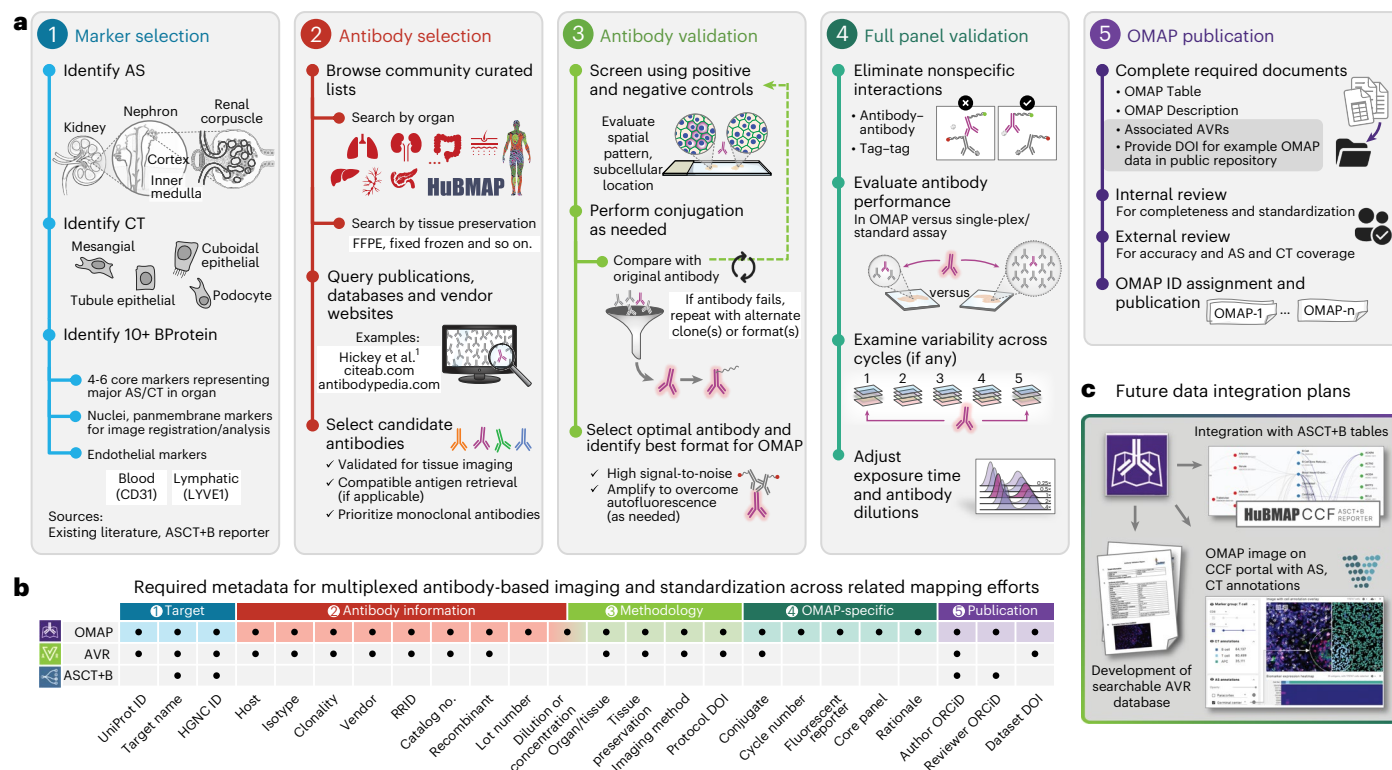 a
1 Marker selection
Identify AS
Kidney
Nephron
Renal
corpuscle
Cortex
Inner
medulla
Identify CT
Mesangial
Cuboidal
epithelial
Tubule epithelial
Podocyte
Identify 10+ BProtein
4-6 core markers representing
major AS/CT in organ
Nuclei, panmembrane markers
for image registration/analysis
Endothelial markers
Blood
(CD31)
Lymphatic
(LYVE1)
Sources:
Existing literature, ASCT+B reporter
2 Antibody selection
Browse community curated
lists
Search by organ
HuBMAP
Search by tissue preservation
FFPE, fixed frozen and so on.
Query publications,
databases and vendor
websites
Examples:
Hickey et al.1
citeab.com
antibodypedia.com
Select candidate
antibodies
✓ Validated for tissue imaging
✓ Compatible antigen retrieval
(if applicable)
✓ Prioritize monoclonal antibodies
3 Antibody validation
Screen using positive
and negative controls
Evaluate
spatial
pattern,
subcellular
location
Perform conjugation
as needed
Compare with
original antibody
If antibody fails,
repeat with alternate
clone(s) or format(s)
Select optimal antibody and
identify best format for OMAP
✓ High signal-to-noise
✓ Amplify to overcome
autofluorescence
(as needed)
4 Full panel validation
Eliminate nonspecific
interactions
• Antibody–
antibody
• Tag–tag
Evaluate antibody
performance
In OMAP versus single-plex/
standard assay
versus
Examine variability across
cycles (if any)
1 2 3 4 5
Adjust
exposure time
and antibody
dilutions
5 OMAP publication
Complete required documents
• OMAP Table
• OMAP Description
• Associated AVRs
• Provide DOI for example OMAP
data in public repository
Internal review
For completeness and standardization
External review
For accuracy and AS and CT coverage
OMAP ID assignment and
publication
OMAP-1 ... OMAP-n
b
Required metadata for multiplexed antibody-based imaging and standardization across related mapping efforts
1 Target
2 Antibody information
3 Methodology
4 OMAP-specific
5 Publication
OMAP
AVR
ASCT+B
UniProt ID
Target name
HGNC ID
Host
Isotype
Clonality
Vendor
RRID
Catalog no.
Recombinant
Lot number
Dilution or
concentration
Organ/tissue
Tissue
preservation
Imaging method
Protocol DOI
Conjugate
Cycle number
Fluorescent
reporter
Core panel
Rationale
Author ORCiD
Reviewer ORCiD
Dataset DOI
c Future data integration plans
Integration with ASCT+B tables
HuBMAP CCF ASCT+B
REPORTER
OMAP image on
CCF portal with AS,
CT annotations
Development of
searchable AVR
database